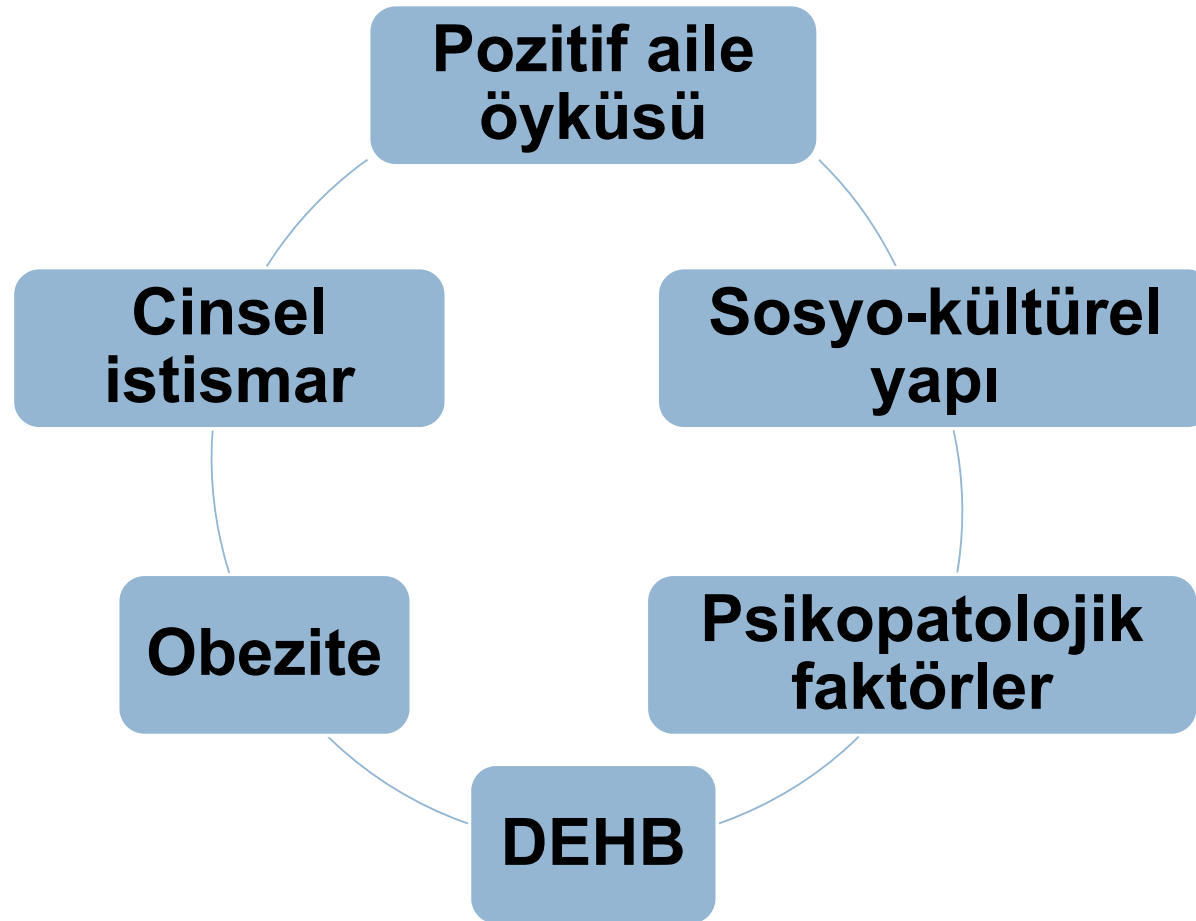 Pozitif aile
öyküsü
Cinsel
istismar
Sosyo-kültürel
yapı
Obezite
Psikopatolojik
faktörler
DEHB